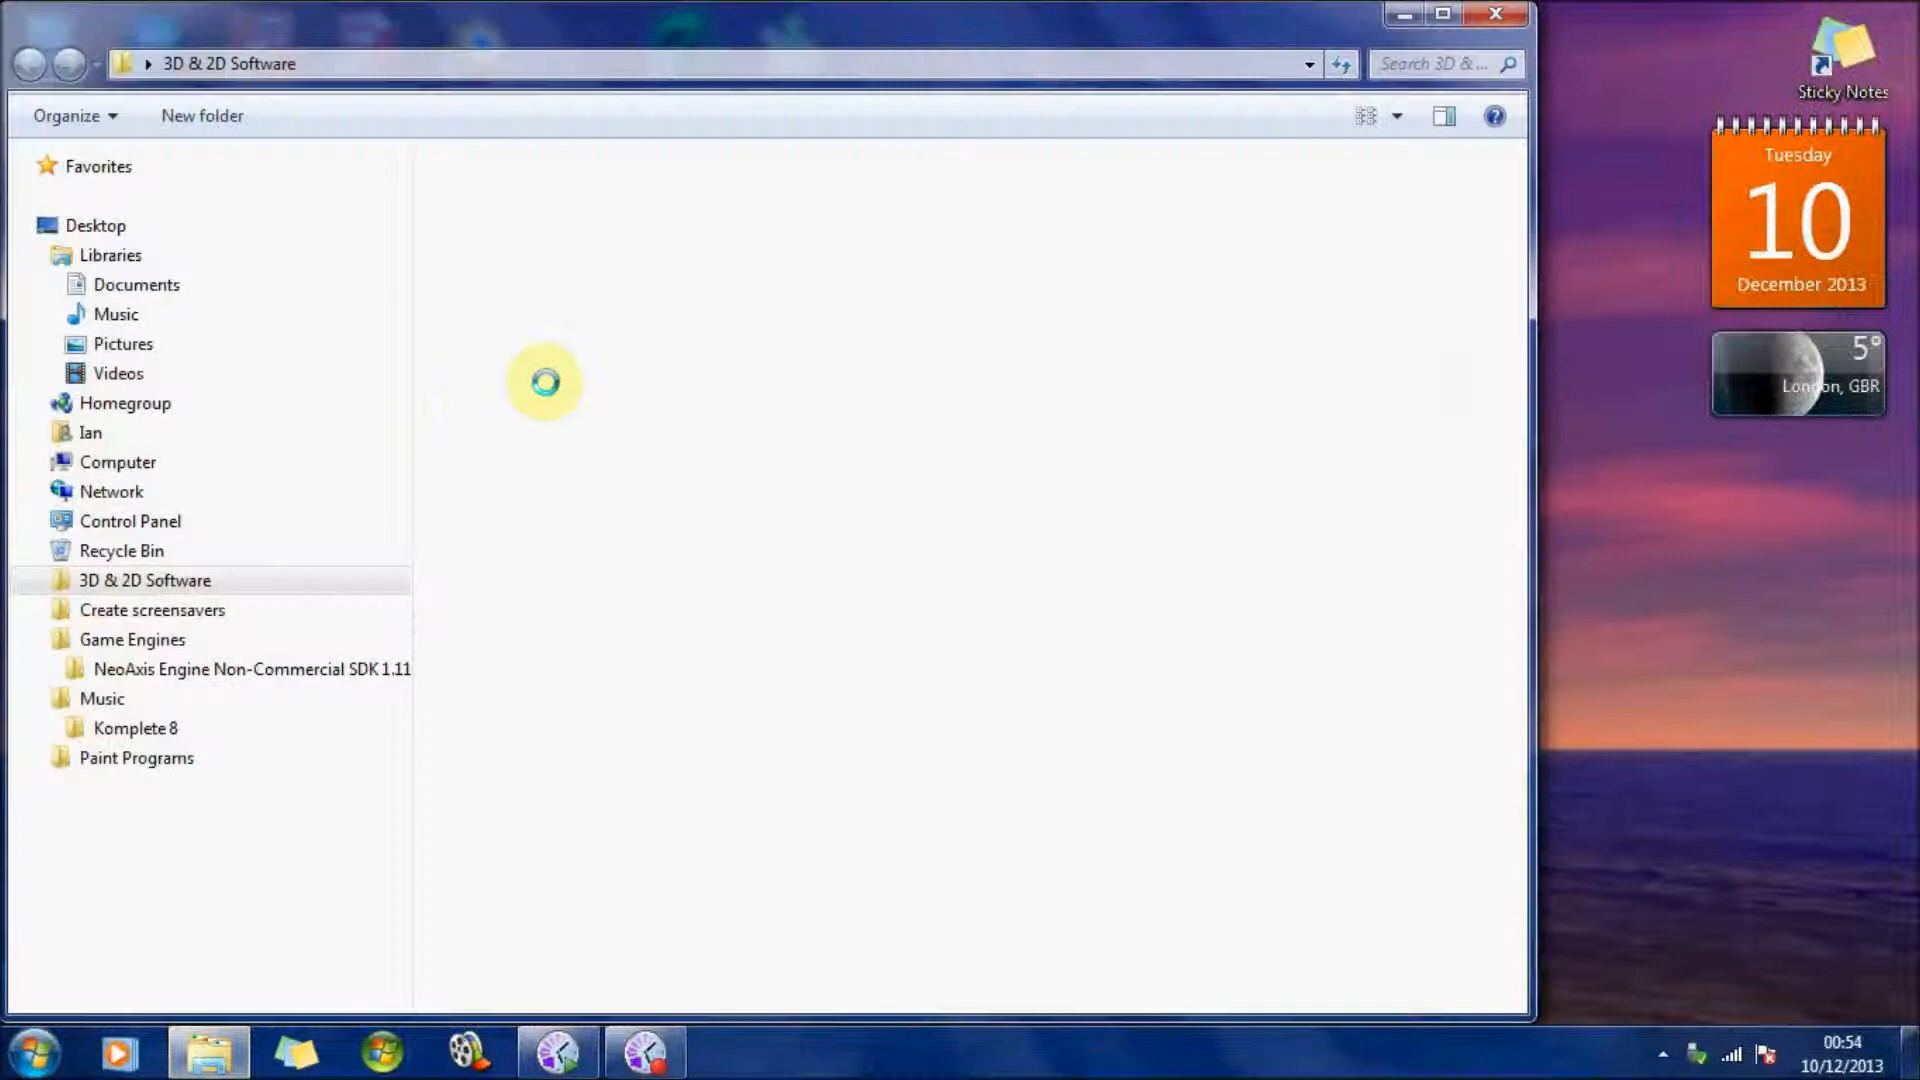 3D & 2D Software
Search 3D & ...
Organize
New folder
Favorites
Desktop
Libraries
Documents
Music
Pictures
Videos
Homegroup
Ian
Computer
Network
Control Panel
Recycle Bin
3D & 2D Software
Create screensavers
Game Engines
NeoAxis Engine Non-Commercial SDK 1.11
Music
Komplete 8
Paint Programs
Sticky Notes
Tuesday
10
December 2013
5°
London, GBR
00:54
10/12/2013